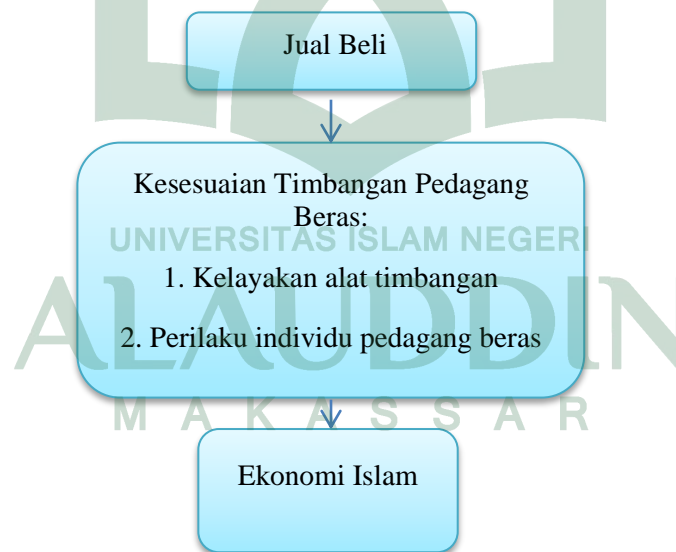 Jual Beli
Kesesuaian Timbangan Pedagang
Beras:
UNIVERSITAS ISLAM NEGERI
1. Kelayakan alat timbangan
2. Perilaku individu pedagang beras
ALAUDDIN
MAKASSAR
Ekonomi Islam